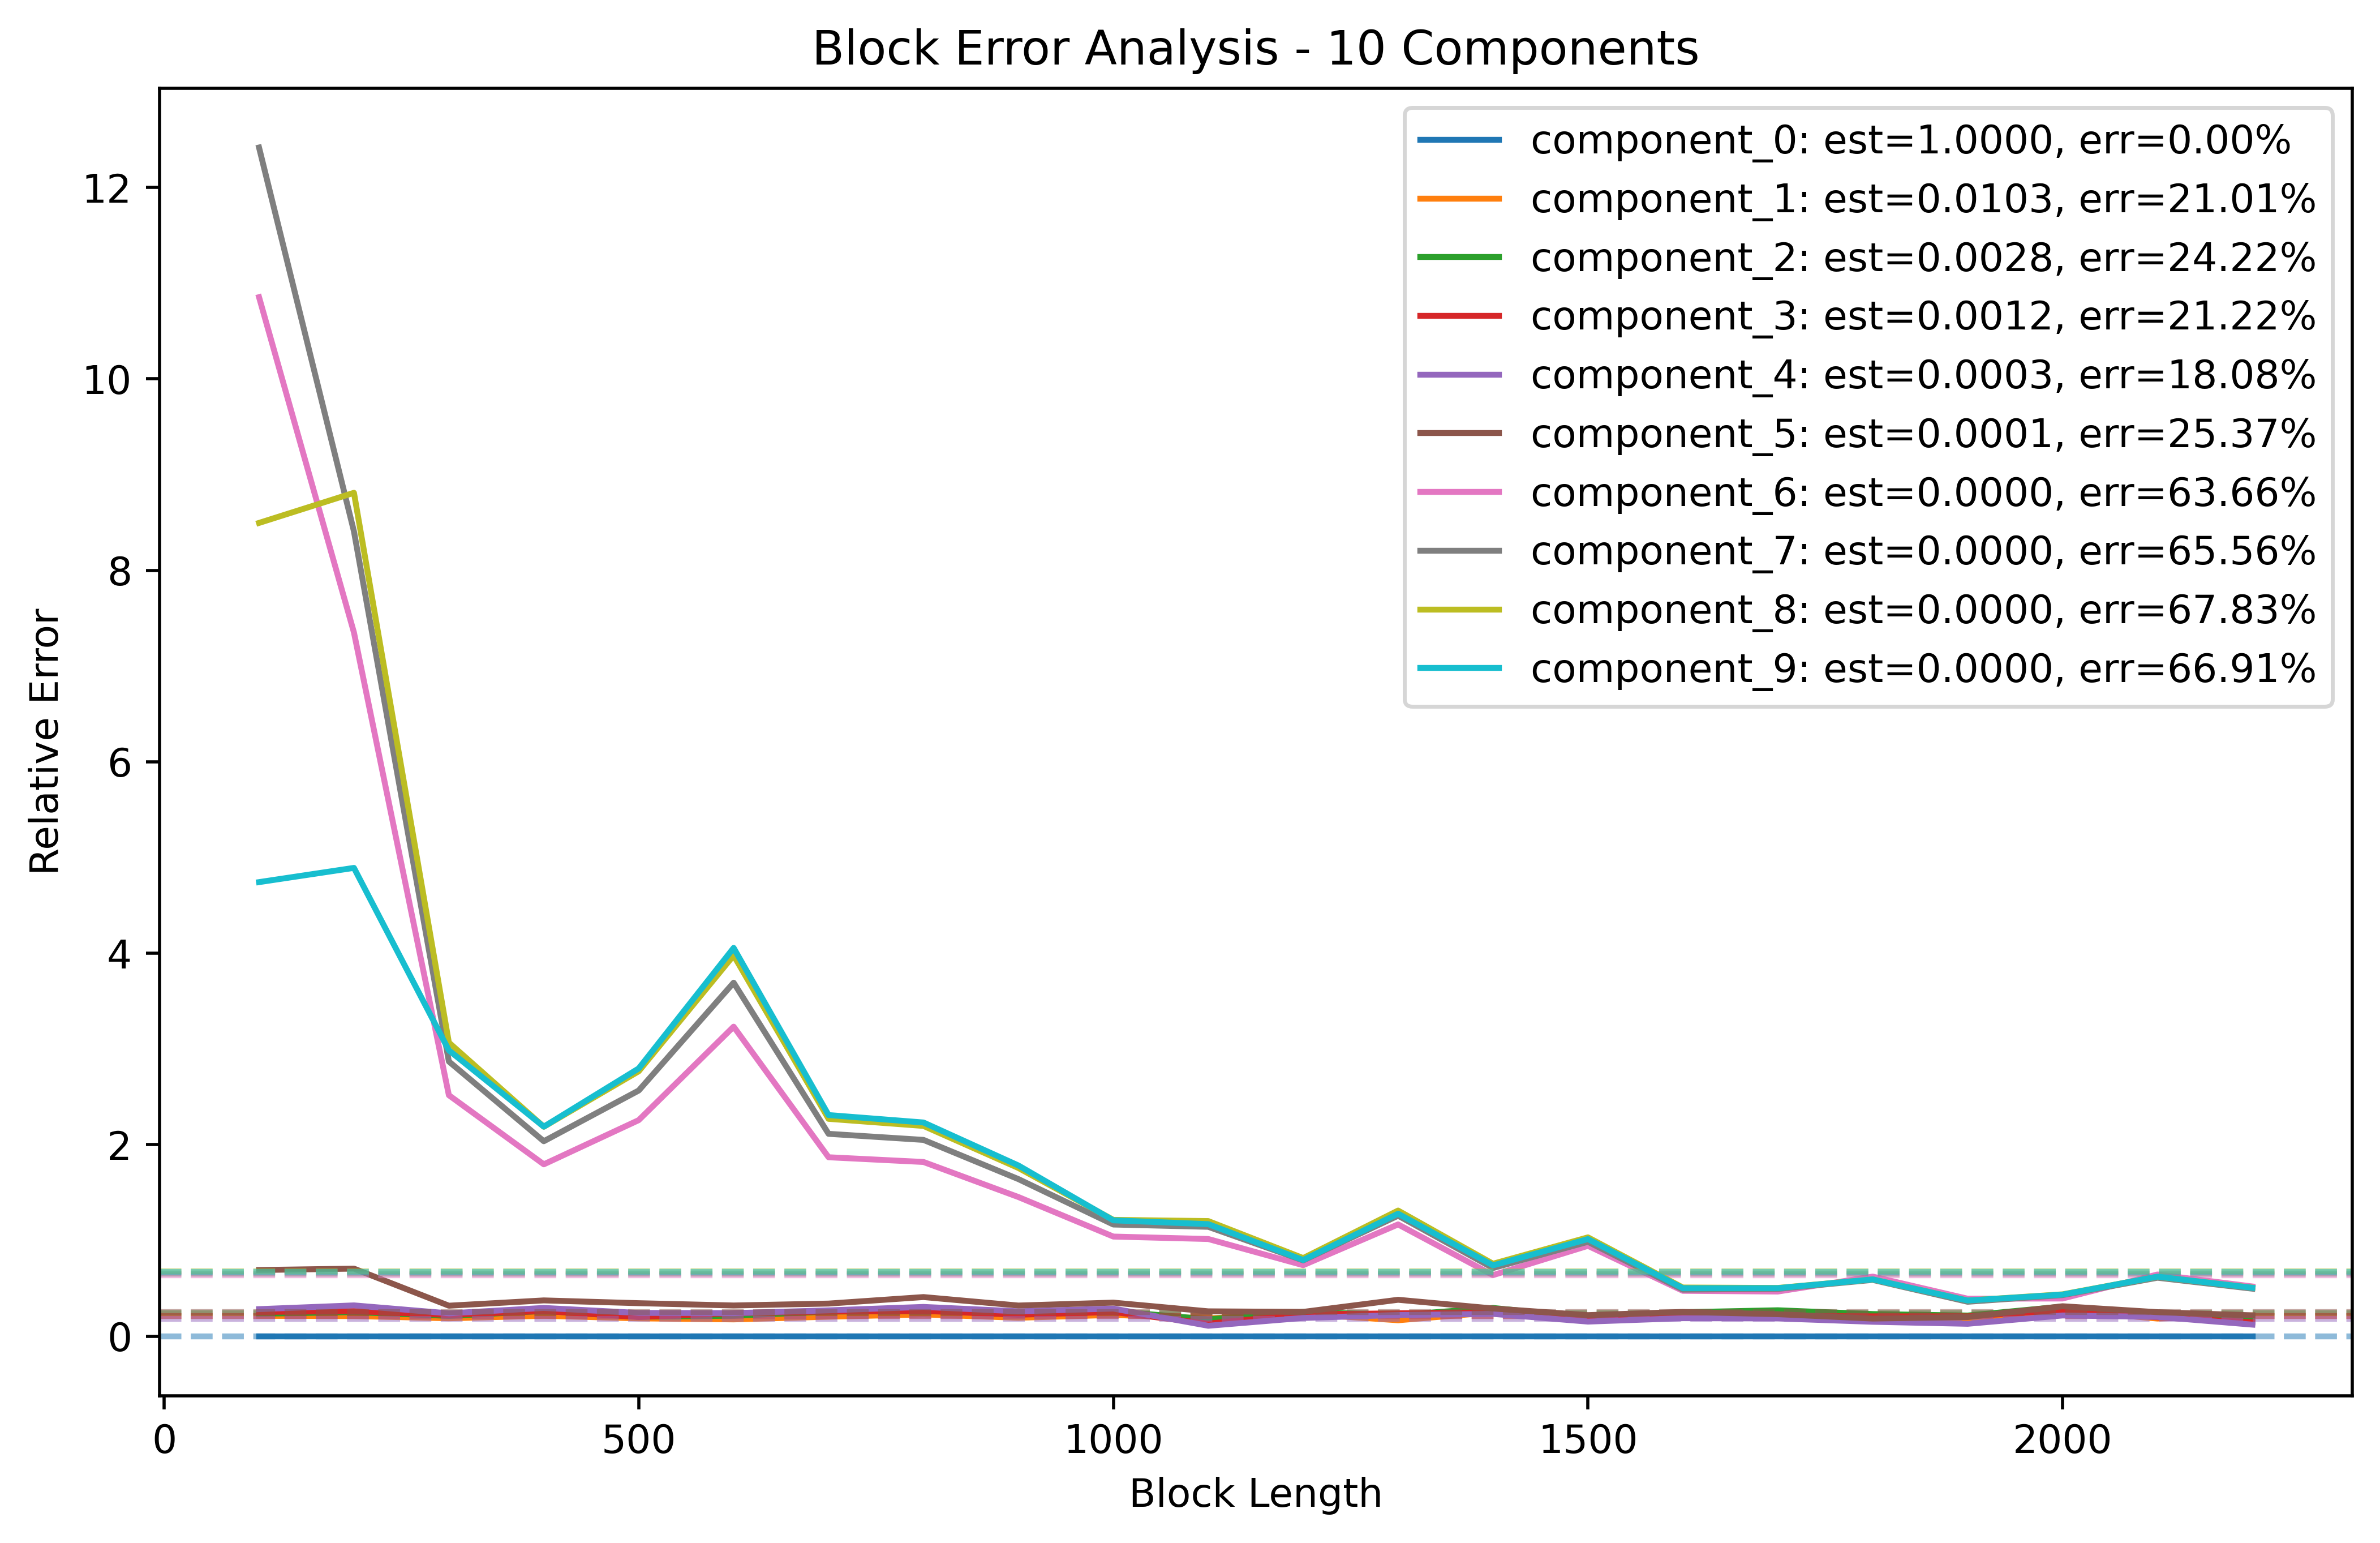 Block Error Analysis - 10 Components
component_0: est=1.0000, err=0.00%
component_1: est=0.0103, err=21.01%
component_2: est=0.0028, err=24.22%
component_3: est=0.0012, err=21.22%
component_4: est=0.0003, err=18.08%
component_5: est=0.0001, err=25.37%
component_6: est=0.0000, err=63.66%
component_7: est=0.0000, err=65.56%
component_8: est=0.0000, err=67.83%
component_9: est=0.0000, err=66.91%
Relative Error
12
10
8
6
4
2
0
0 500 1000 1500 2000
Block Length